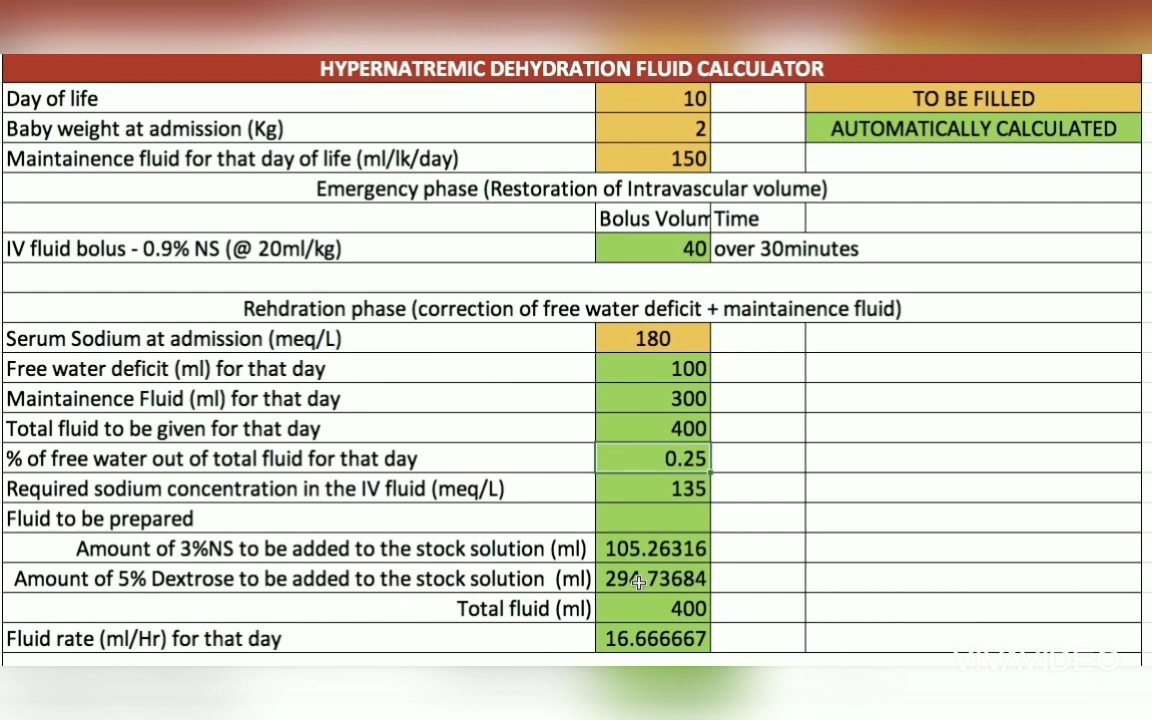 HYPERNATREMIC DEHYDRATION FLUID CALCULATOR
Day of life 10 TO BE FILLED
Baby weight at admission (Kg) 2 AUTOMATICALLY CALCULATED
Maintainence fluid for that day of life (ml/lk/day) 150
Emergency phase (Restoration of Intravascular volume)
Bolus Volum Time
IV fluid bolus - 0.9% NS (@ 20ml/kg) 40 over 30minutes
Rehdration phase (correction of free water deficit + maintainence fluid)
Serum Sodium at admission (meq/L) 180
Free water deficit (ml) for that day 100
Maintainence Fluid (ml) for that day 300
Total fluid to be given for that day 400
% of free water out of total fluid for that day 0.25
Required sodium concentration in the IV fluid (meq/L) 135
Fluid to be prepared
Amount of 3%NS to be added to the stock solution (ml) 105.26316
Amount of 5% Dextrose to be added to the stock solution (ml) 294.73684
Total fluid (ml) 400
Fluid rate (ml/Hr) for that day 16.666667
VIVAVIDEO